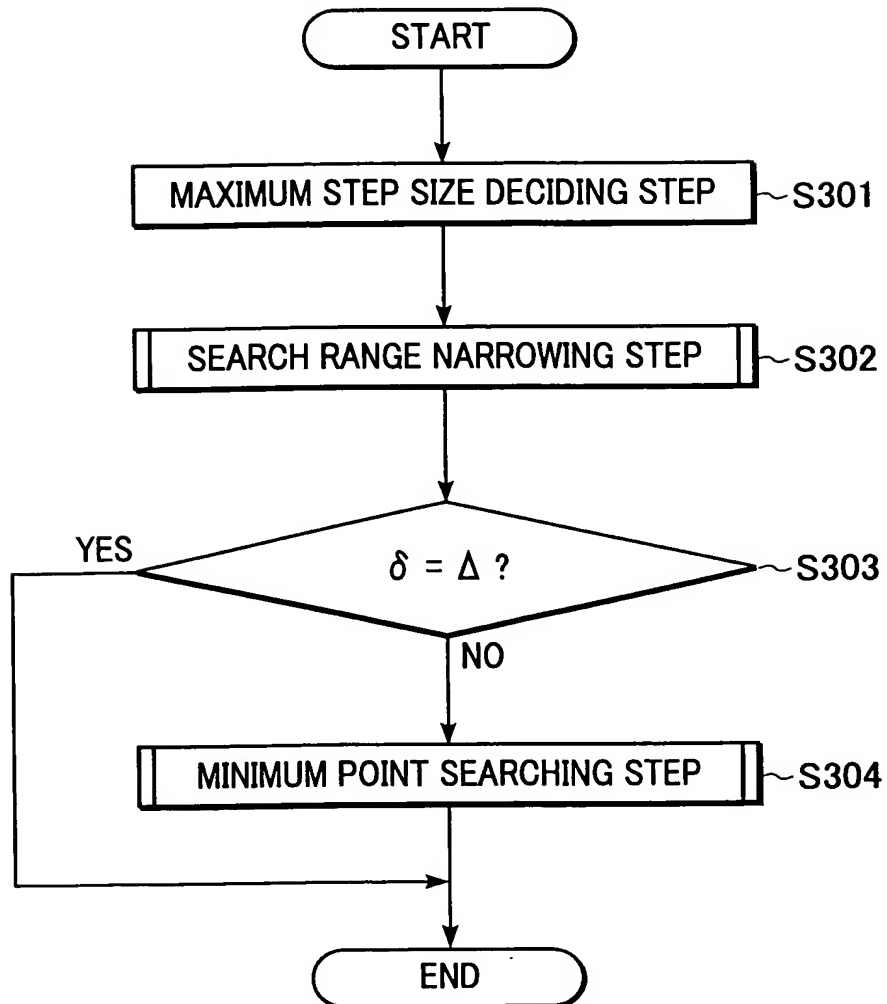 START
MAXIMUM STEP SIZE DECIDING STEP
S301
SEARCH RANGE NARROWING STEP
S302
YES
δ = Δ ?
S303
NO
MINIMUM POINT SEARCHING STEP
S304
END